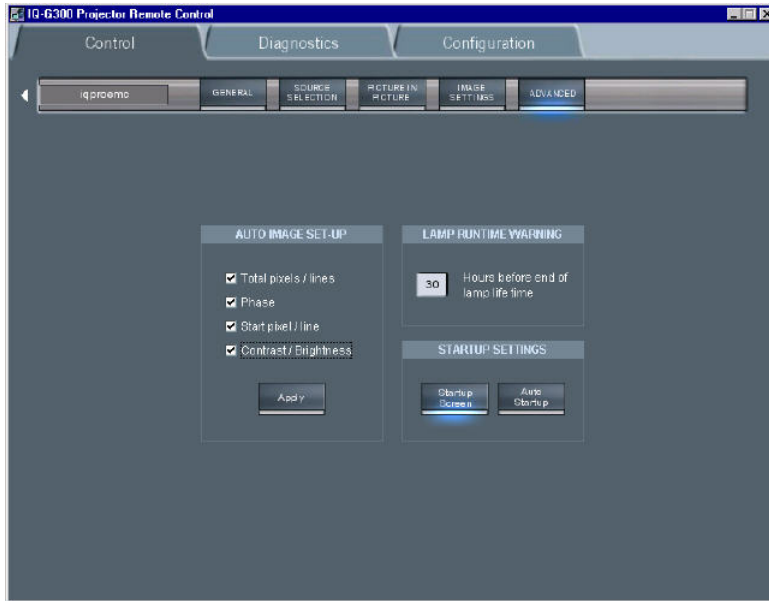 IQ-G300 Projector Remote Control
Control
Diagnostics
Configuration
iqproemo
GENERAL
SOURCE
SELECTION
PICTURE IN
PICTURE
IMAGE
SETTINGS
ADVANCED
AUTO IMAGE SET-UP
Total pixels / lines
Phase
Start pixel / line
Contrast / Brightness
Apply
LAMP RUNTIME WARNING
30
Hours before end of
lamp life time
STARTUP SETTINGS
Startup
Screen
Auto
Startup